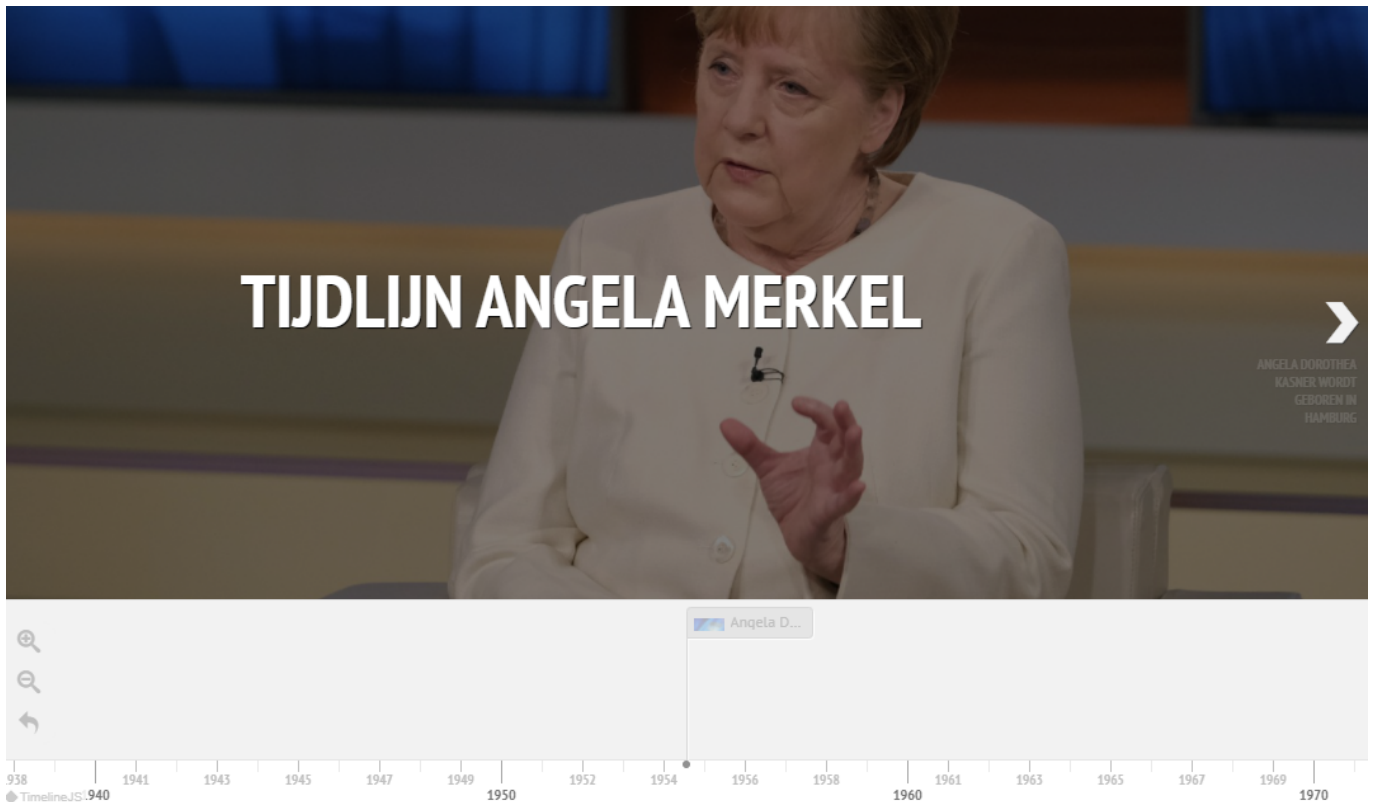 TIJDLIJN ANGELA MERKEL
ANGELA DOROTHEA
KASNER WORDT
GEBOREN IN
HAMBURG
Angela D...
938 1941 1943 1945 1947 1949 1952 1954 1956 1958 1961 1963 1965 1967 1969
TimelineJS 940 1950 1960 1970